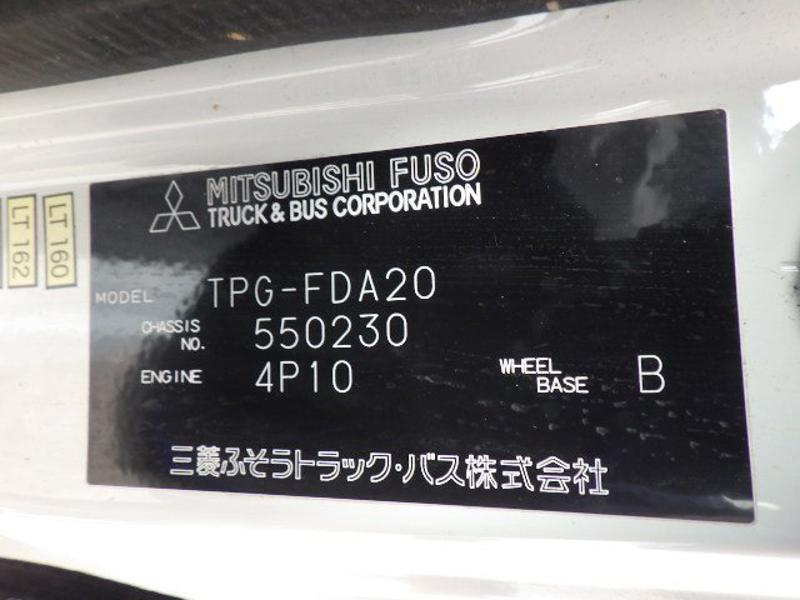 MITSUBISHI FUSO
TRUCK & BUS CORPORATION
LT 162
LT 160
MODEL TPG-FDA20
CHASSIS NO. 550230
ENGINE 4P10
WHEEL BASE B
三菱ふそうトラック・バス株式会社